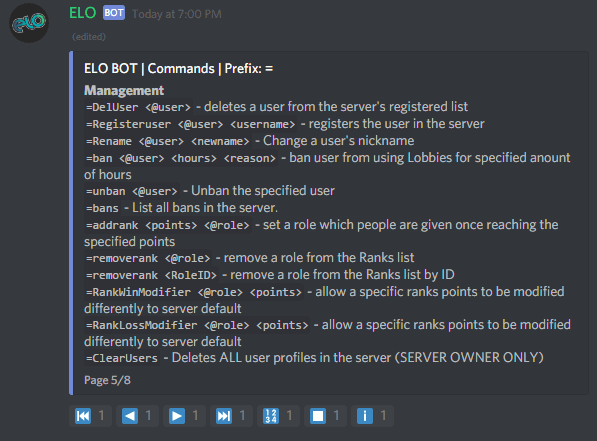 elo
ELO BOT Today at 7:00 PM
(edited)
ELO BOT | Commands | Prefix: =
Management
=DelUser <@user> - deletes a user from the server's registered list
=Registeruser <@user> <username> - registers the user in the server
=Rename <@user> <newname> - Change a user's nickname
=ban <@user> <hours> <reason> - ban user from using Lobbies for specified anount
of hours
=unban <@user> - Unban the specified user
=bans - List all bans in the server.
=addrank <points> <@role> - set a role which people are given once reaching the
specified points
=removerank <@role> - remove a role from the Ranks list
=removerank <RoleID> - remove a role from the Ranks list by ID
=RankWinModifier <@role> <points> - allow a specific ranks points to be modified
differently to server default
=RankLossModifier <@role> <points> - allow a specific ranks points to be modified
differently to server default
=ClearUsers - Deletes ALL user profiles in the server (SERVER OWNER ONLY)
Page 5/8
1 1 1 1 1234 1 1 i 1